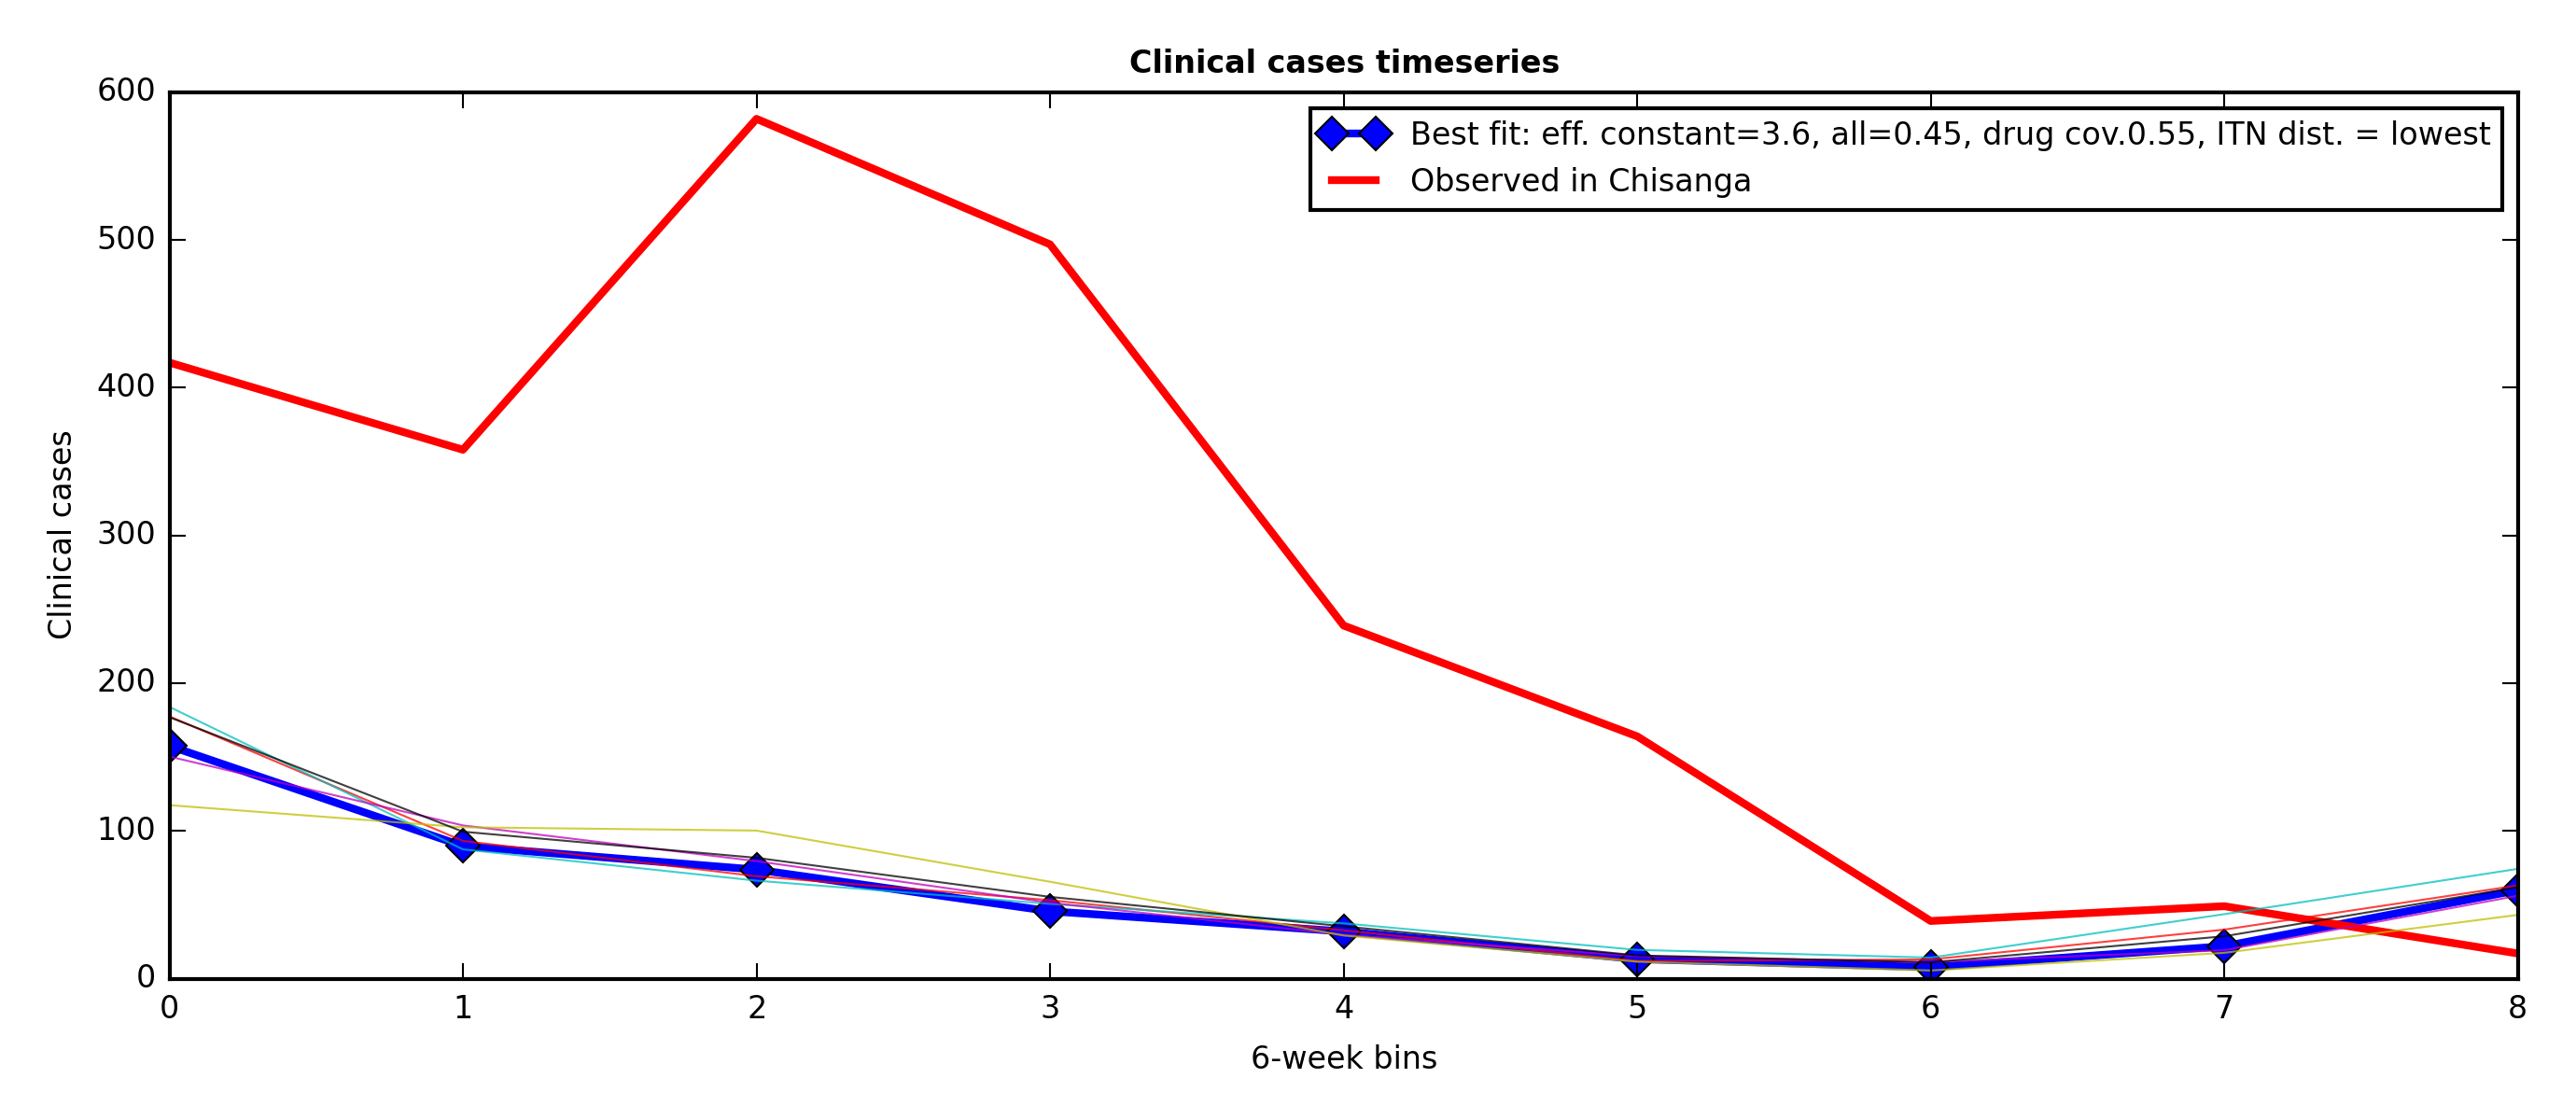 Clinical cases timeseries
600
500
400
300
200
100
0
Clinical cases
Best fit: eff. constant=3.6, all=0.45, drug cov.0.55, ITN dist. = lowest
Observed in Chisanga
0 1 2 3 4 5 6 7 8
6-week bins